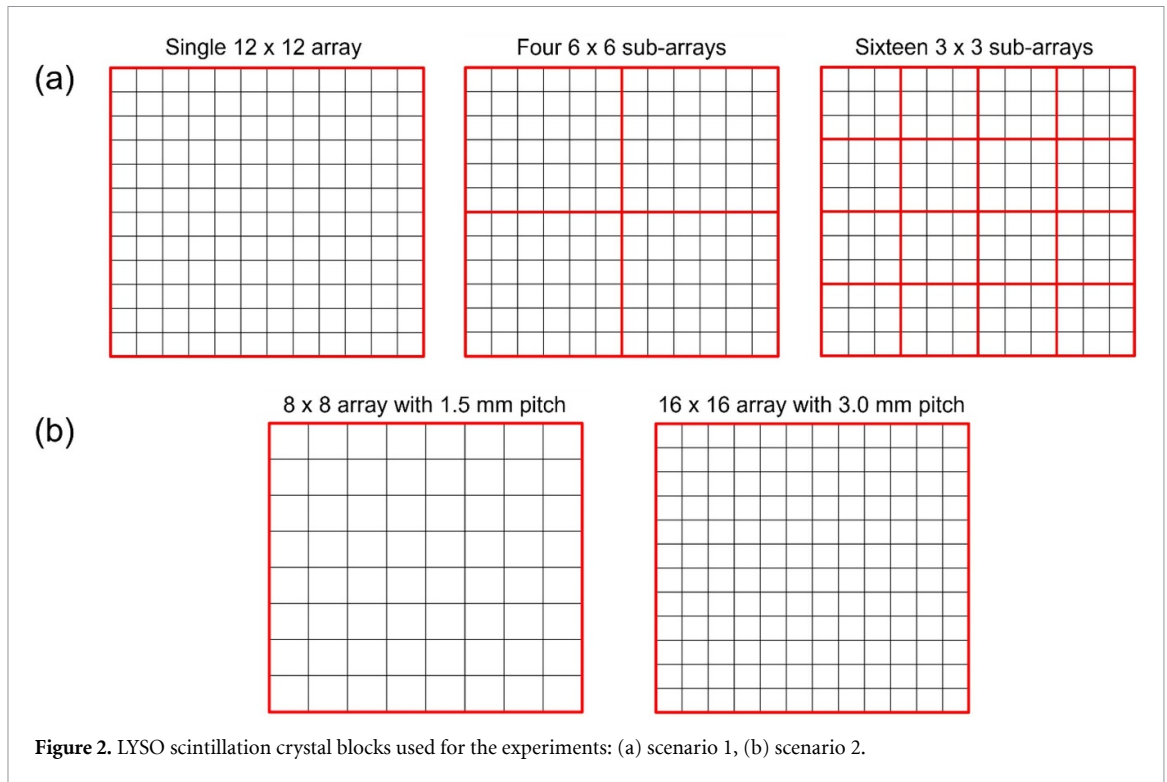 Single 12 x 12 array
Four 6 x 6 sub-arrays
Sixteen 3 x 3 sub-arrays
(a)
8 x 8 array with 1.5 mm pitch
16 x 16 array with 3.0 mm pitch
(b)
Figure 2. LYSO scintillation crystal blocks used for the experiments: (a) scenario 1, (b) scenario 2.